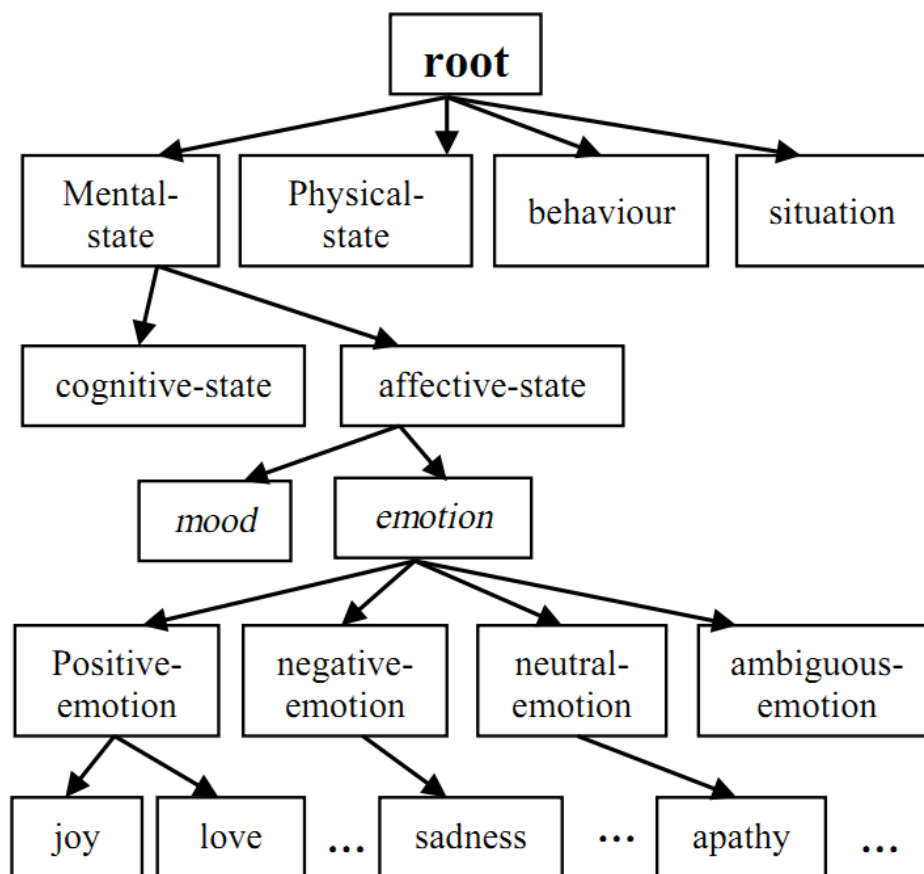 root
Mental-
state
Physical-
state
behaviour
situation
cognitive-state
affective-state
mood
emotion
Positive-
emotion
negative-
emotion
neutral-
emotion
ambiguous-
emotion
joy
love
...
sadness
...
apathy
...